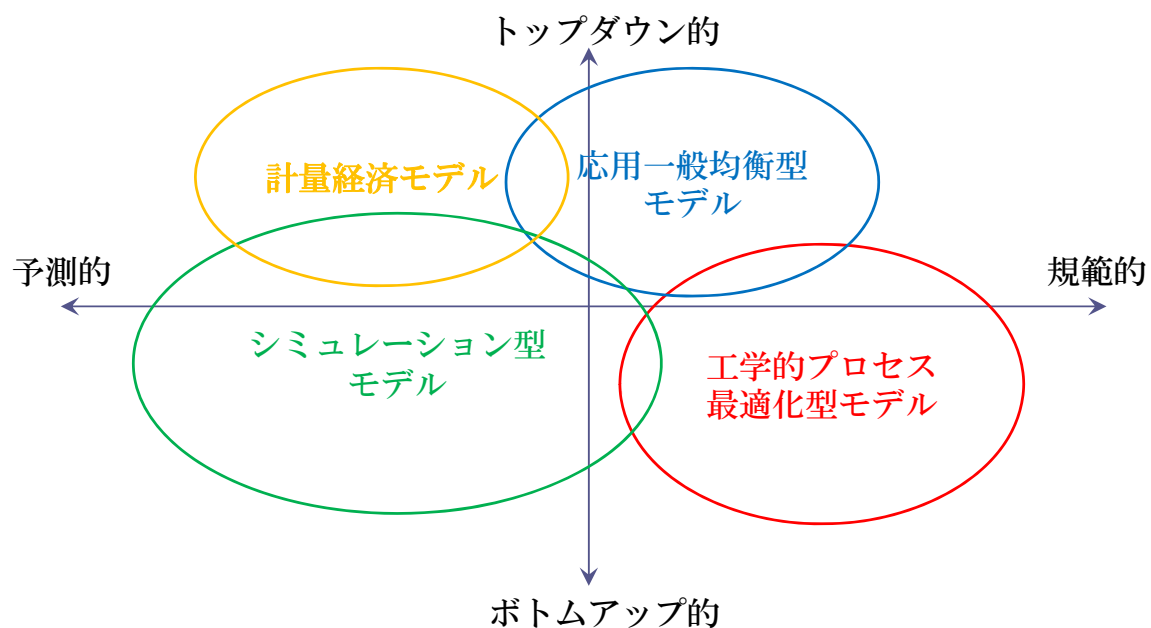 トップダウン的
計量経済モデル
応用一般均衡型
モデル
予測的
規範的
シミュレーション型
モデル
工学的プロセス
最適化型モデル
ボトムアップ的